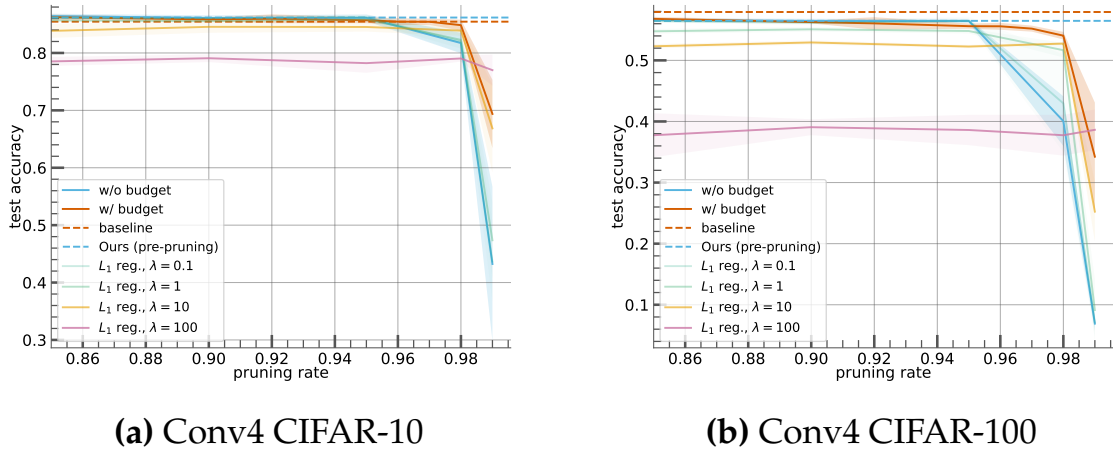 0.8
0.7
0.6
0.5
0.4
0.3
test accuracy
w/o budget
w/ budget
baseline
Ours (pre-pruning)
L₁ reg., λ = 0.1
L₁ reg., λ = 1
L₁ reg., λ = 10
L₁ reg., λ = 100
0.86 0.88 0.90 0.92 0.94 0.96 0.98
pruning rate
(a) Conv4 CIFAR-10
0.5
0.4
0.3
0.2
0.1
test accuracy
w/o budget
w/ budget
baseline
Ours (pre-pruning)
L₁ reg., λ = 0.1
L₁ reg., λ = 1
L₁ reg., λ = 10
L₁ reg., λ = 100
0.86 0.88 0.90 0.92 0.94 0.96 0.98
pruning rate
(b) Conv4 CIFAR-100